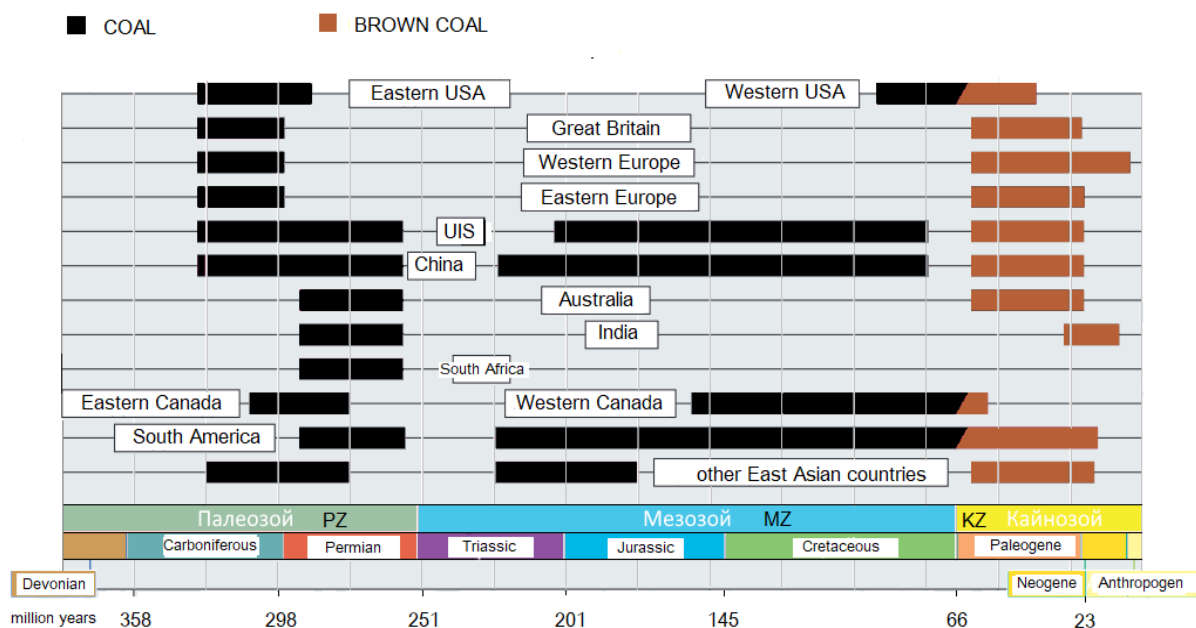 COAL
BROWN COAL
Eastern USA
Western USA
Great Britain
Western Europe
Eastern Europe
UIS
China
Australia
India
South Africa
Eastern Canada
Western Canada
South America
other East Asian countries
Палеозой PZ
Мезозой MZ
KZ Кайнозой
Carboniferous
Permian
Triassic
Jurassic
Cretaceous
Paleogene
Devonian
Neogene
Anthropogen
million years 358 298 251 201 145 66 23